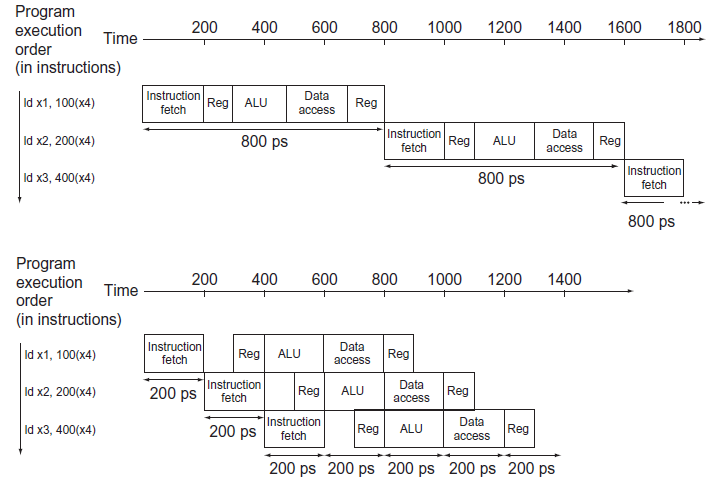 Program
execution
order
(in instructions)
Time
200 400 600 800 1000 1200 1400 1600 1800
ld x1, 100(x4)
Instruction fetch Reg ALU Data access Reg
800 ps
ld x2, 200(x4)
Instruction fetch Reg ALU Data access Reg
800 ps
ld x3, 400(x4)
Instruction fetch
...
800 ps
Program
execution
order
(in instructions)
Time
200 400 600 800 1000 1200 1400
ld x1, 100(x4)
Instruction fetch Reg ALU Data access Reg
200 ps
ld x2, 200(x4)
Instruction fetch Reg ALU Data access Reg
200 ps
ld x3, 400(x4)
Instruction fetch Reg ALU Data access Reg
200 ps 200 ps 200 ps 200 ps 200 ps